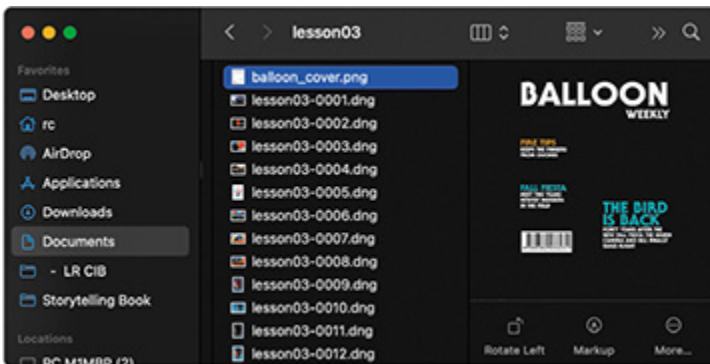 lesson03
Favorites
Desktop
rc
AirDrop
Applications
Downloads
Documents
- LR CIB
Storytelling Book
Locations
balloon_cover.png
lesson03-0001.dng
lesson03-0002.dng
lesson03-0003.dng
lesson03-0004.dng
lesson03-0005.dng
lesson03-0006.dng
lesson03-0007.dng
lesson03-0008.dng
lesson03-0009.dng
lesson03-0010.dng
lesson03-0011.dng
lesson03-0012.dng
BALLOON
WEEKLY
FIRE TIPS
FALL FIESTA
THE BIRD
IS BACK
Rotate Left
Markup
More...